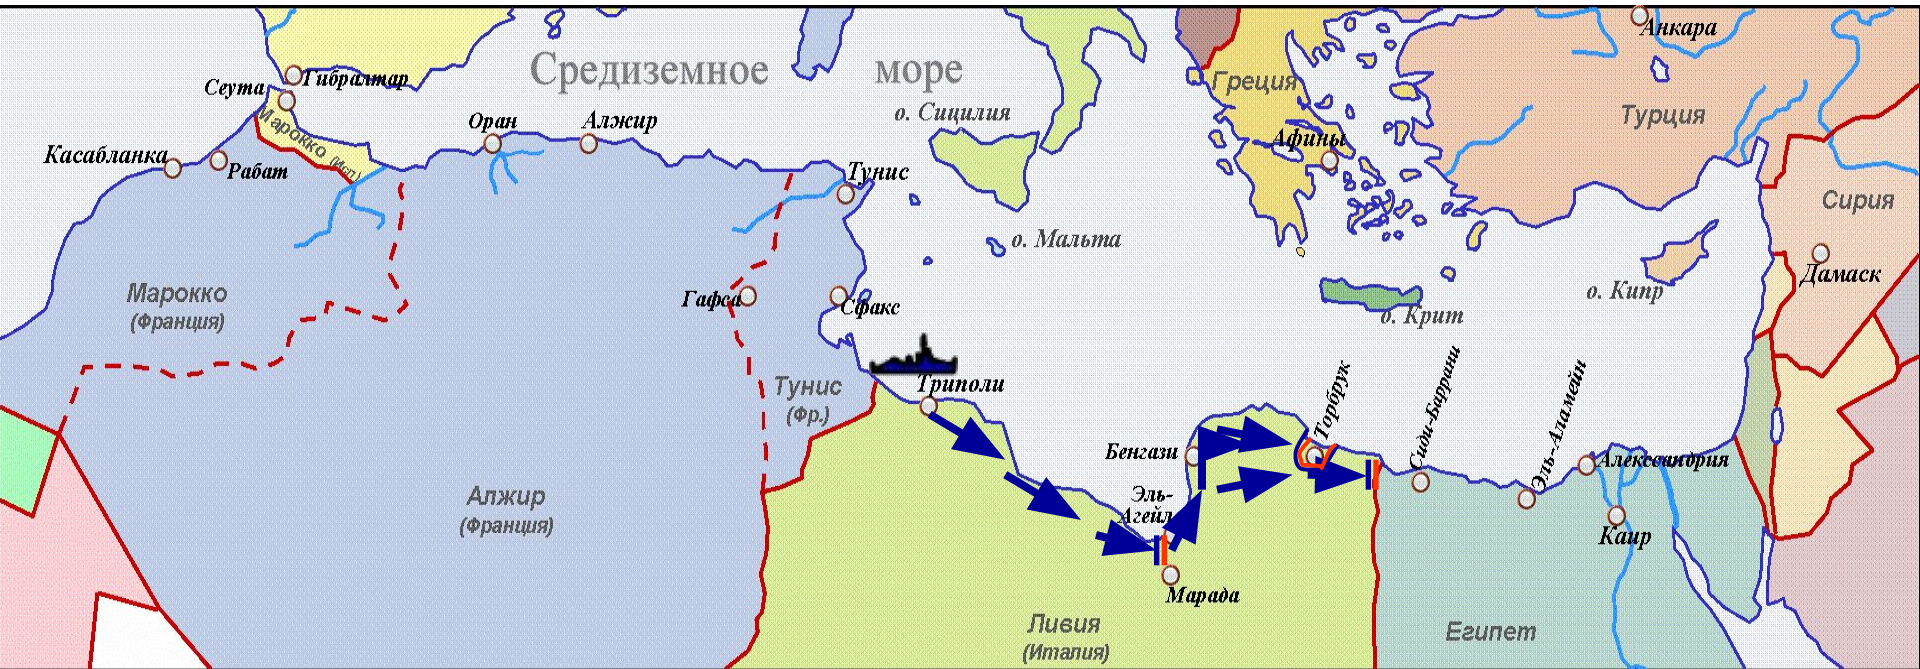 Анкара
Средиземное море
Гибралтар
Сеута
Греция
о. Сицилия
Турция
Марокко (Исп)
Оран
Алжир
Афины
Касабланка
Рабат
Тунис
Сирия
о. Мальта
Дамаск
Марокко
(Франция)
Гафса
Сфакс
о. Кипр
о. Крит
Триполи
Тунис
(Фр.)
Торбрук
Сиди-Баррани
Эль-Аламейн
Бенгази
Александрия
Алжир
(Франция)
Эль-
Агейл
Каир
Марада
Ливия
(Италия)
Египет